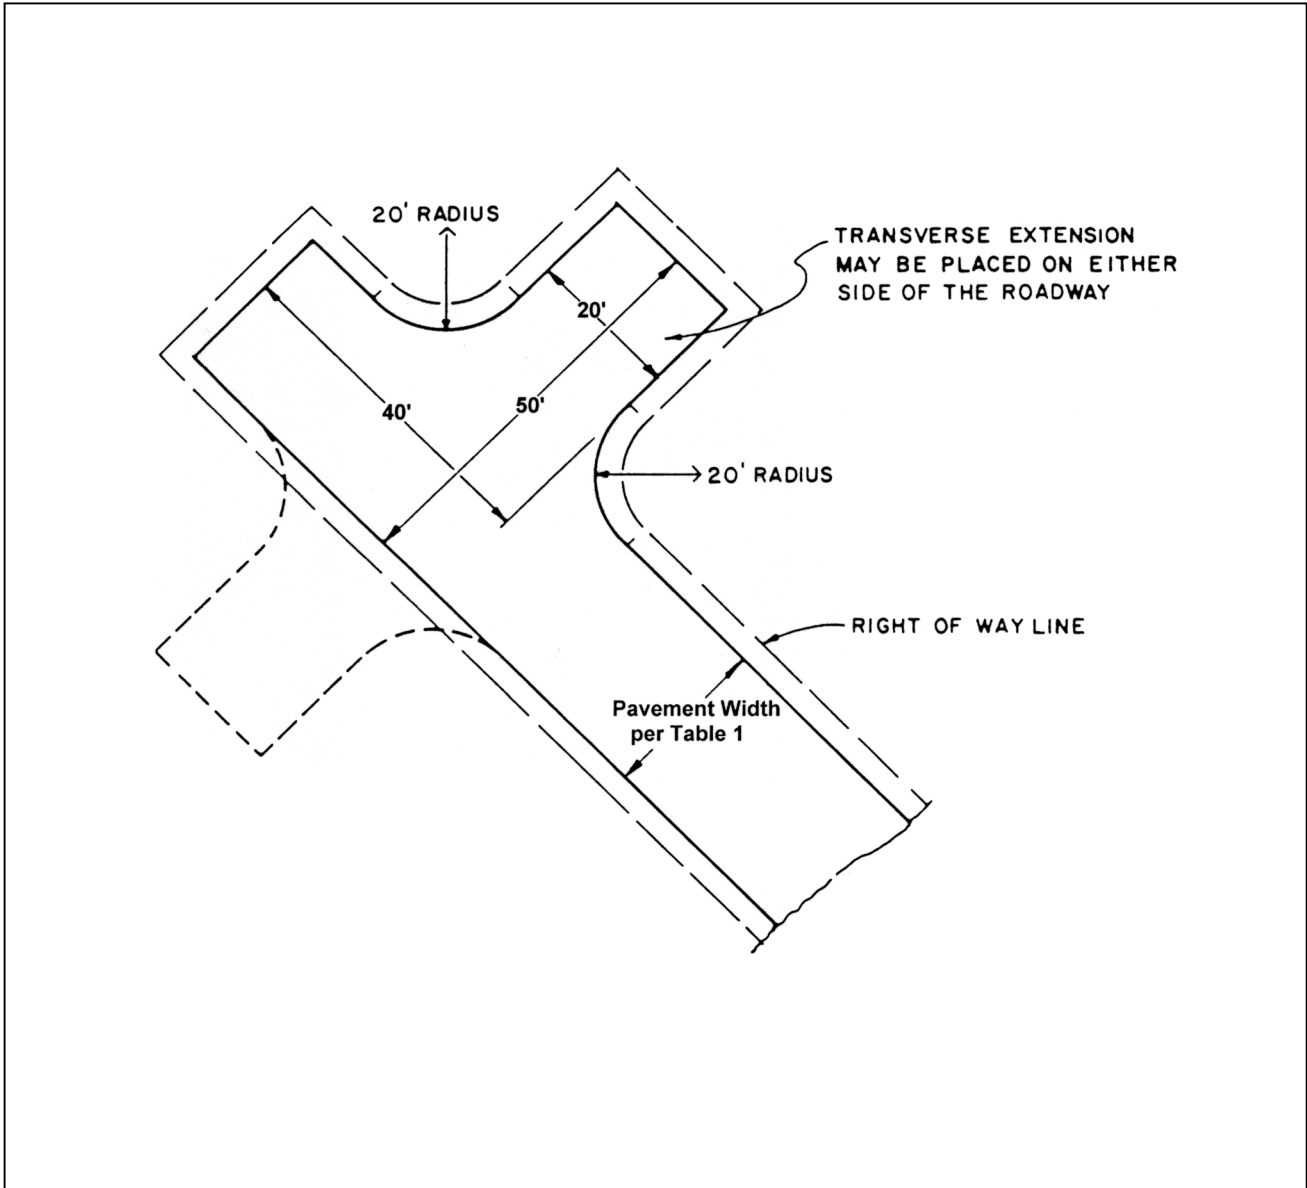 20' RADIUS
TRANSVERSE EXTENSION
MAY BE PLACED ON EITHER
SIDE OF THE ROADWAY
20'
50'
40'
20' RADIUS
RIGHT OF WAY LINE
Pavement Width
per Table 1